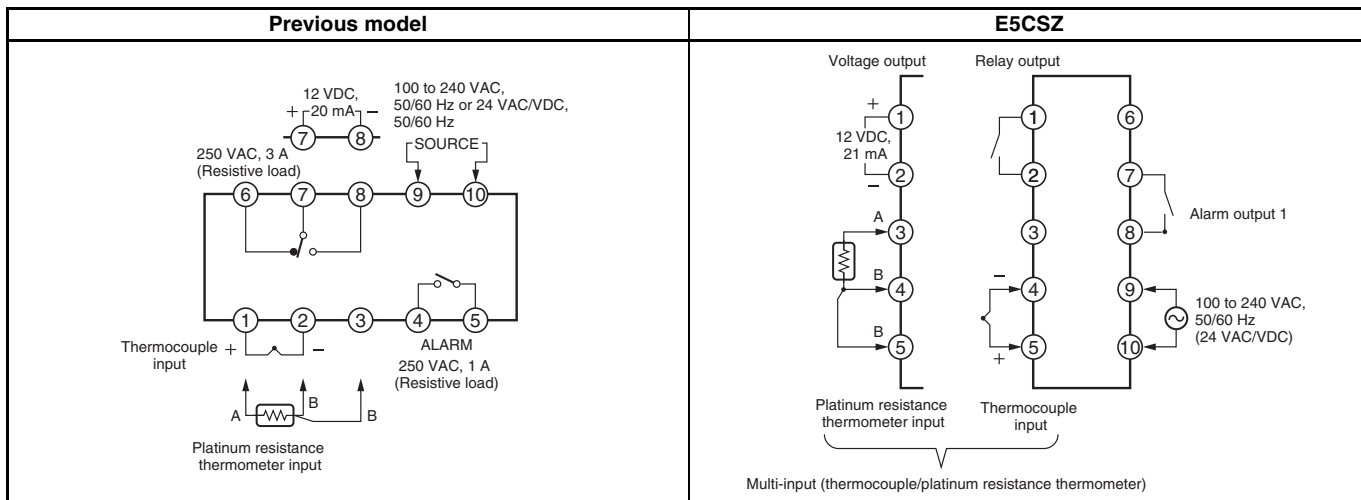 Previous model
E5CSZ
12 VDC,
20 mA
+
−
7
8
100 to 240 VAC,
50/60 Hz or 24 VAC/VDC,
50/60 Hz
SOURCE
250 VAC, 3 A
(Resistive load)
6
7
8
9
10
1
2
3
4
5
Thermocouple
input
+
−
ALARM
250 VAC, 1 A
(Resistive load)
A
B
B
Platinum resistance
thermometer input
Voltage output
Relay output
+
1
12 VDC,
21 mA
2
−
A
3
B
4
B
5
1
2
3
−
4
+
5
6
7
8
Alarm output 1
9
10
100 to 240 VAC,
50/60 Hz
(24 VAC/VDC)
Platinum resistance
thermometer input
Thermocouple
input
Multi-input (thermocouple/platinum resistance thermometer)